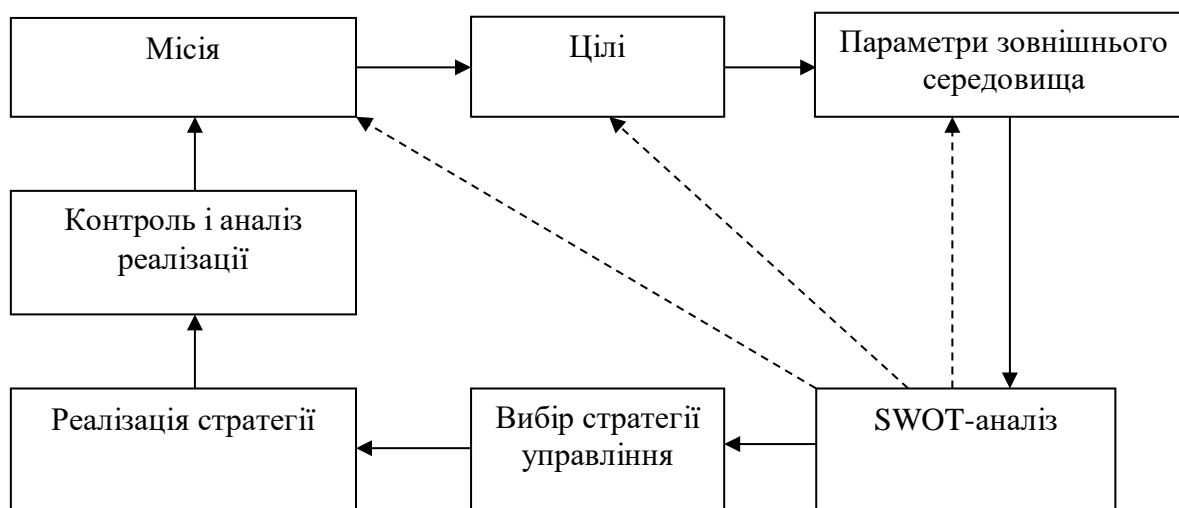 Місія
Цілі
Параметри зовнішнього
середовища
Контроль і аналіз
реалізації
Реалізація стратегії
Вибір стратегії
управління
SWOT-аналіз